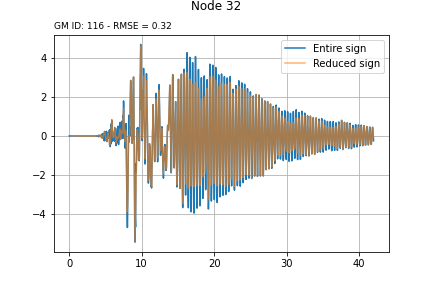 Node 32
GM ID: 116 - RMSE = 0.32
Entire sign
Reduced sign
4
2
0
−2
−4
0
10
20
30
40